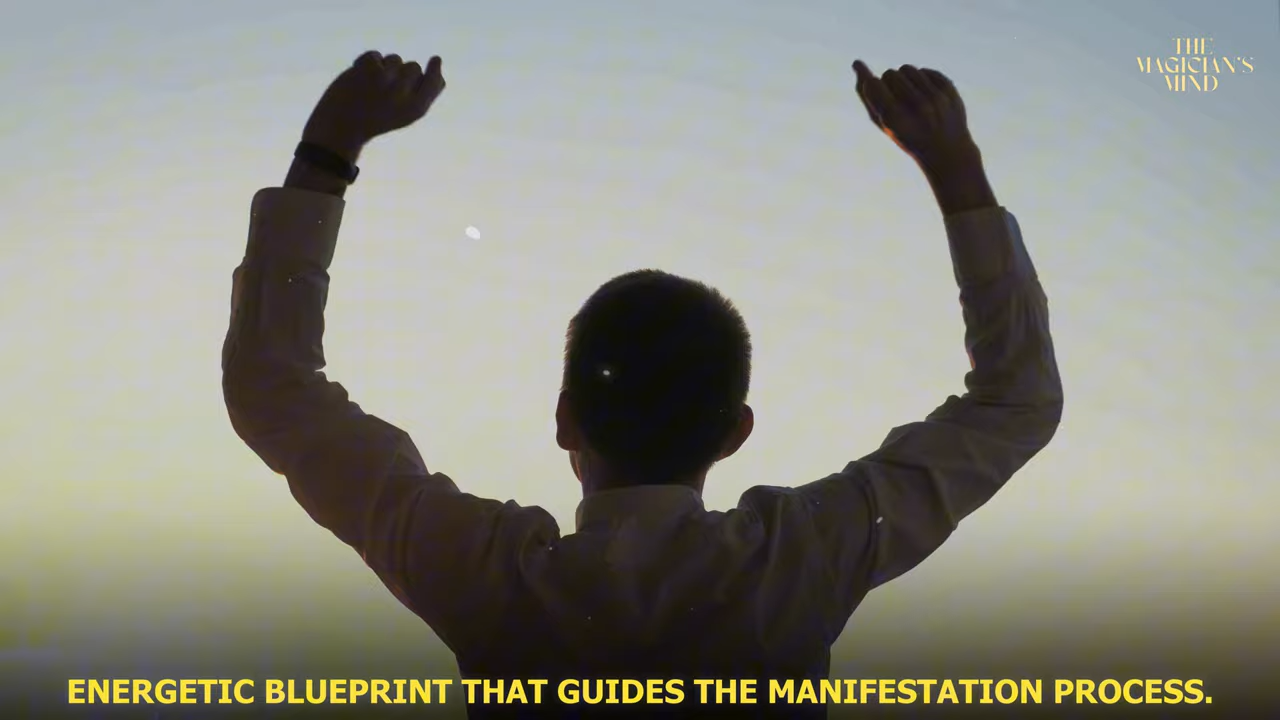 THE
MAGICIAN'S
MIND
ENERGETIC BLUEPRINT THAT GUIDES THE MANIFESTATION PROCESS.